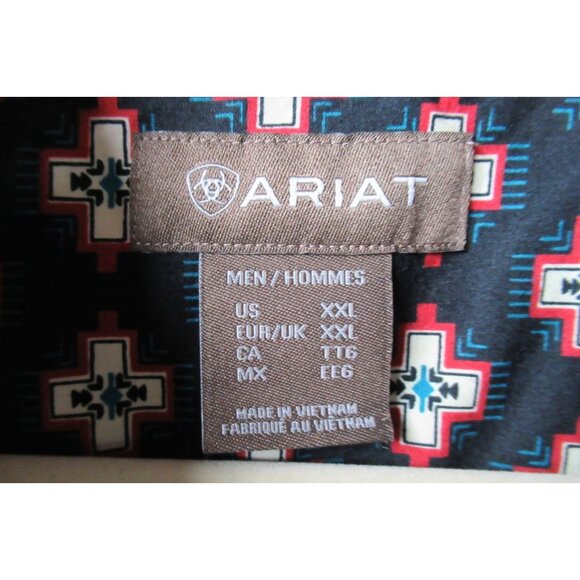 ARIAT
MEN / HOMMES
US XXL
EUR/UK XXL
CA TTG
MX EEG
MADE IN VIETNAM
FABRIQUÉ AU VIETNAM